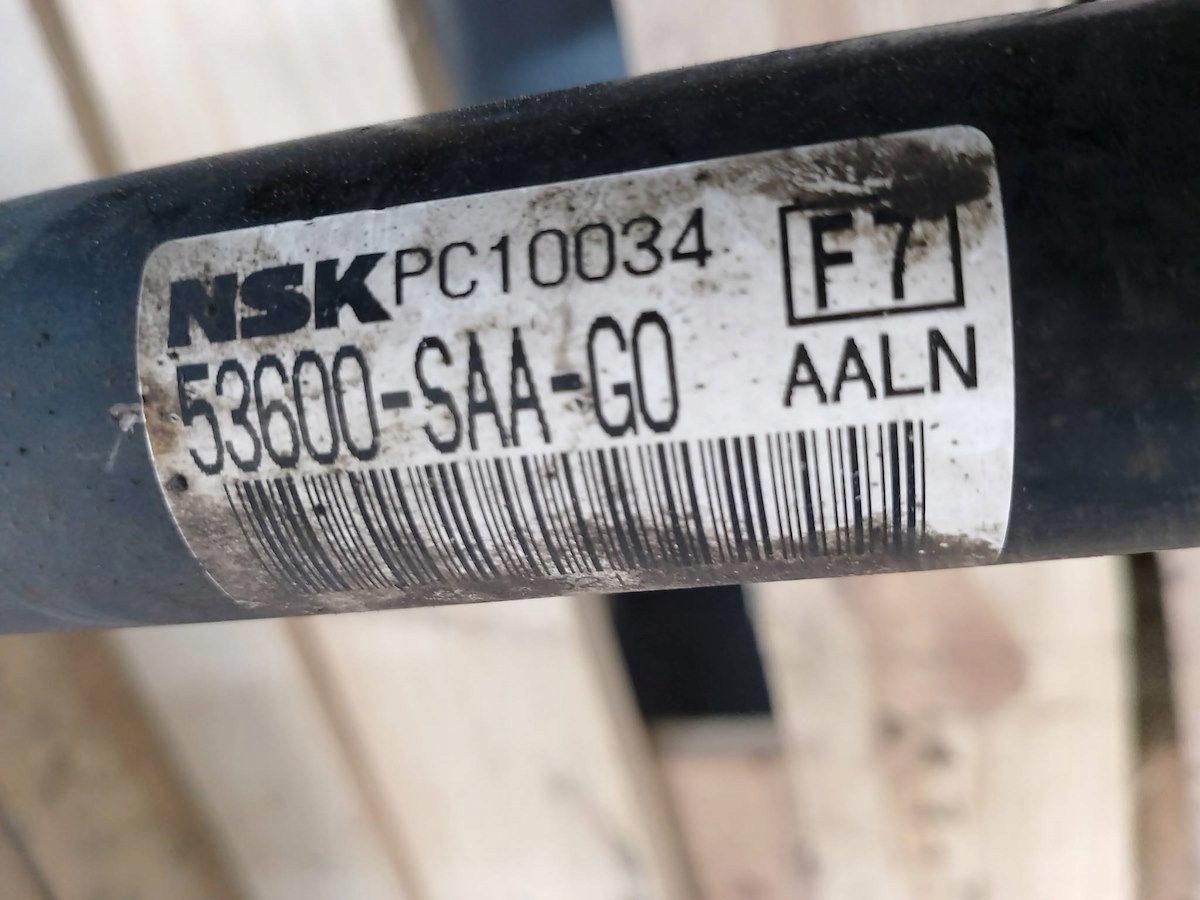 NSK PC10034 F7
53600-SAA-G0 AALN